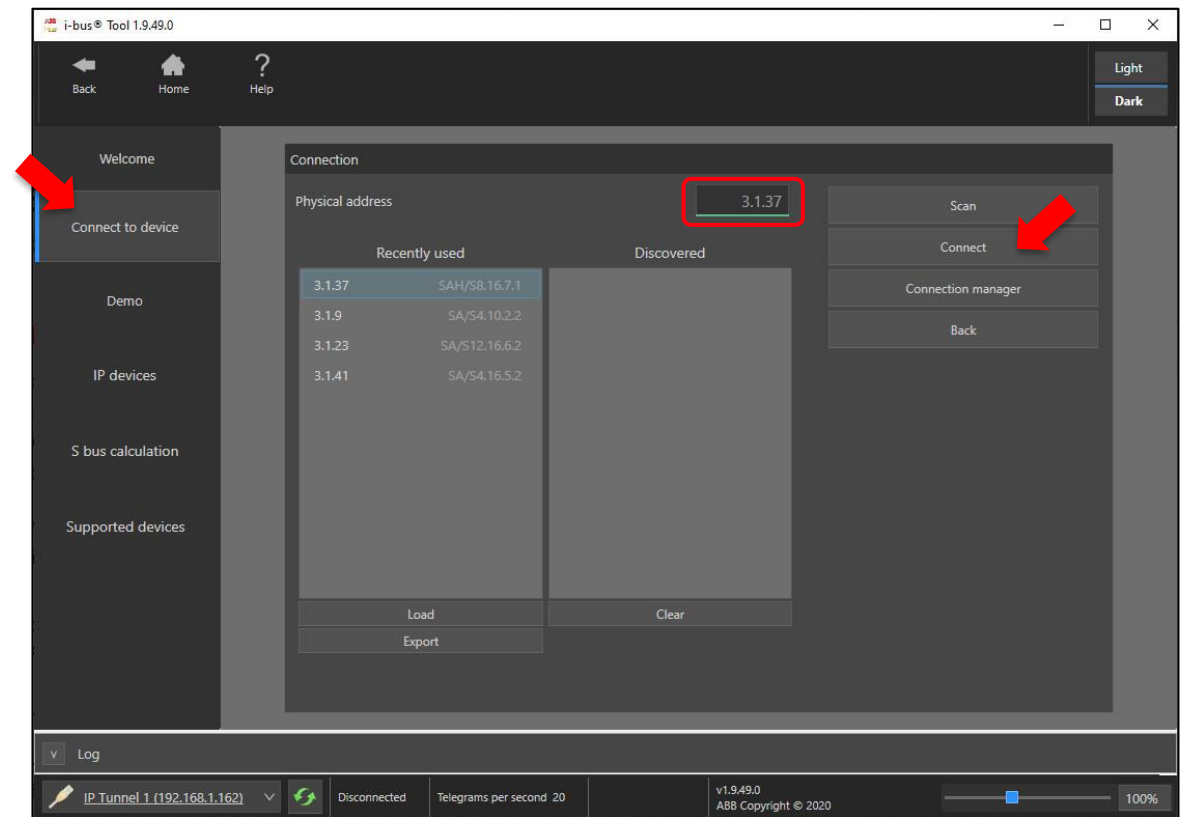 i-bus® Tool 1.9.49.0
Back Home Help
Light
Dark
Welcome
Connect to device
Demo
IP devices
S bus calculation
Supported devices
Connection
Physical address 3.1.37
Recently used Discovered
3.1.37 SAH/S8.16.7.1
3.1.9 SA/S4.10.2.2
3.1.23 SA/S12.16.6.2
3.1.41 SA/S4.16.5.2
Load Clear
Export
Scan
Connect
Connection manager
Back
Log
IP Tunnel 1 (192.168.1.162) Disconnected Telegrams per second 20
v1.9.49.0
ABB Copyright © 2020
100%